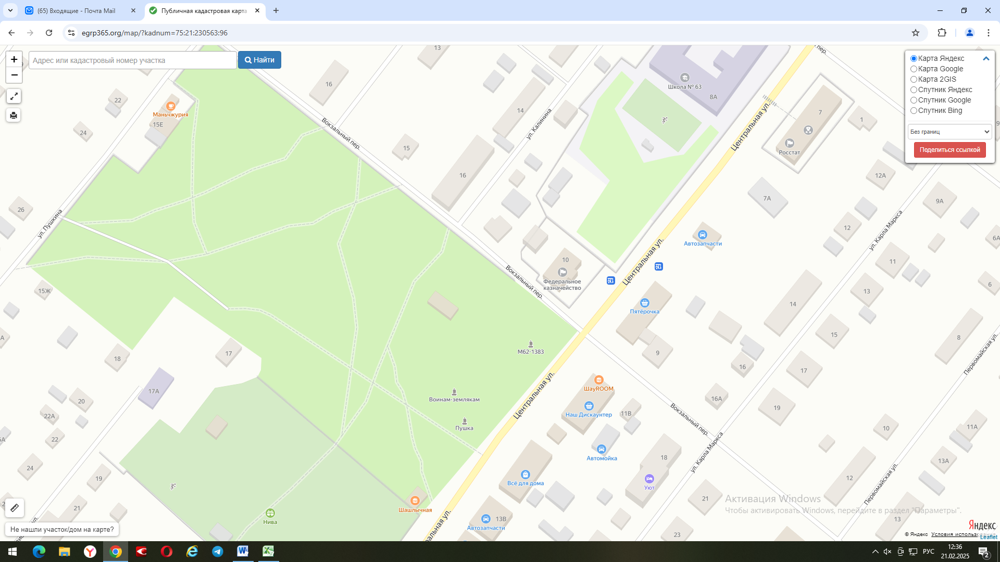 (65) Входящие - Почта Mail
Публичная кадастровая карта
egrp365.org/map/?kadnum=75:21:230563:96
+
−
Адрес или кадастровый номер участка
Найти
Карта Яндекс
Карта Google
Карта 2GIS
Спутник Яндекс
Спутник Google
Спутник Bing
Без границ
Поделиться ссылкой
13
16
Школа № 63
8А
22
Маньчжурия
15Е
24
14
7
1
Росстат
Вокзальный пер.
ул. Калинина
Центральная ул.
15
16
12А
7А
9А
26
ул. Пушкина
12
ул. Карла Маркса
6А
Автозапчасти
11
10
Федеральное
казначейство
Вокзальный пер.
Центральная ул.
15Ж
13
6
14
Пятёрочка
15
8
М62-1383
9
18
17
16
17
Первомайская ул.
17А
20
22А
Воинам-землякам
Пушка
Центральная ул.
ШауROOM
Наш Дискаунтер
11В
16А
19
Вокзальный пер.
10
11А
22
24
19
Автомойка
18
ул. Карла Маркса
13А
12
Всё для дома
Уют
21
Первомайская ул.
21
Шашлычная
Нива
13В
Автозапчасти
23
13
Активация Windows
Чтобы активировать Windows, перейдите в раздел "Параметры".
Не нашли участок/дом на карте?
Яндекс
© Яндекс Условия использования
Leaflet
РУС
12:36
21.02.2025
2